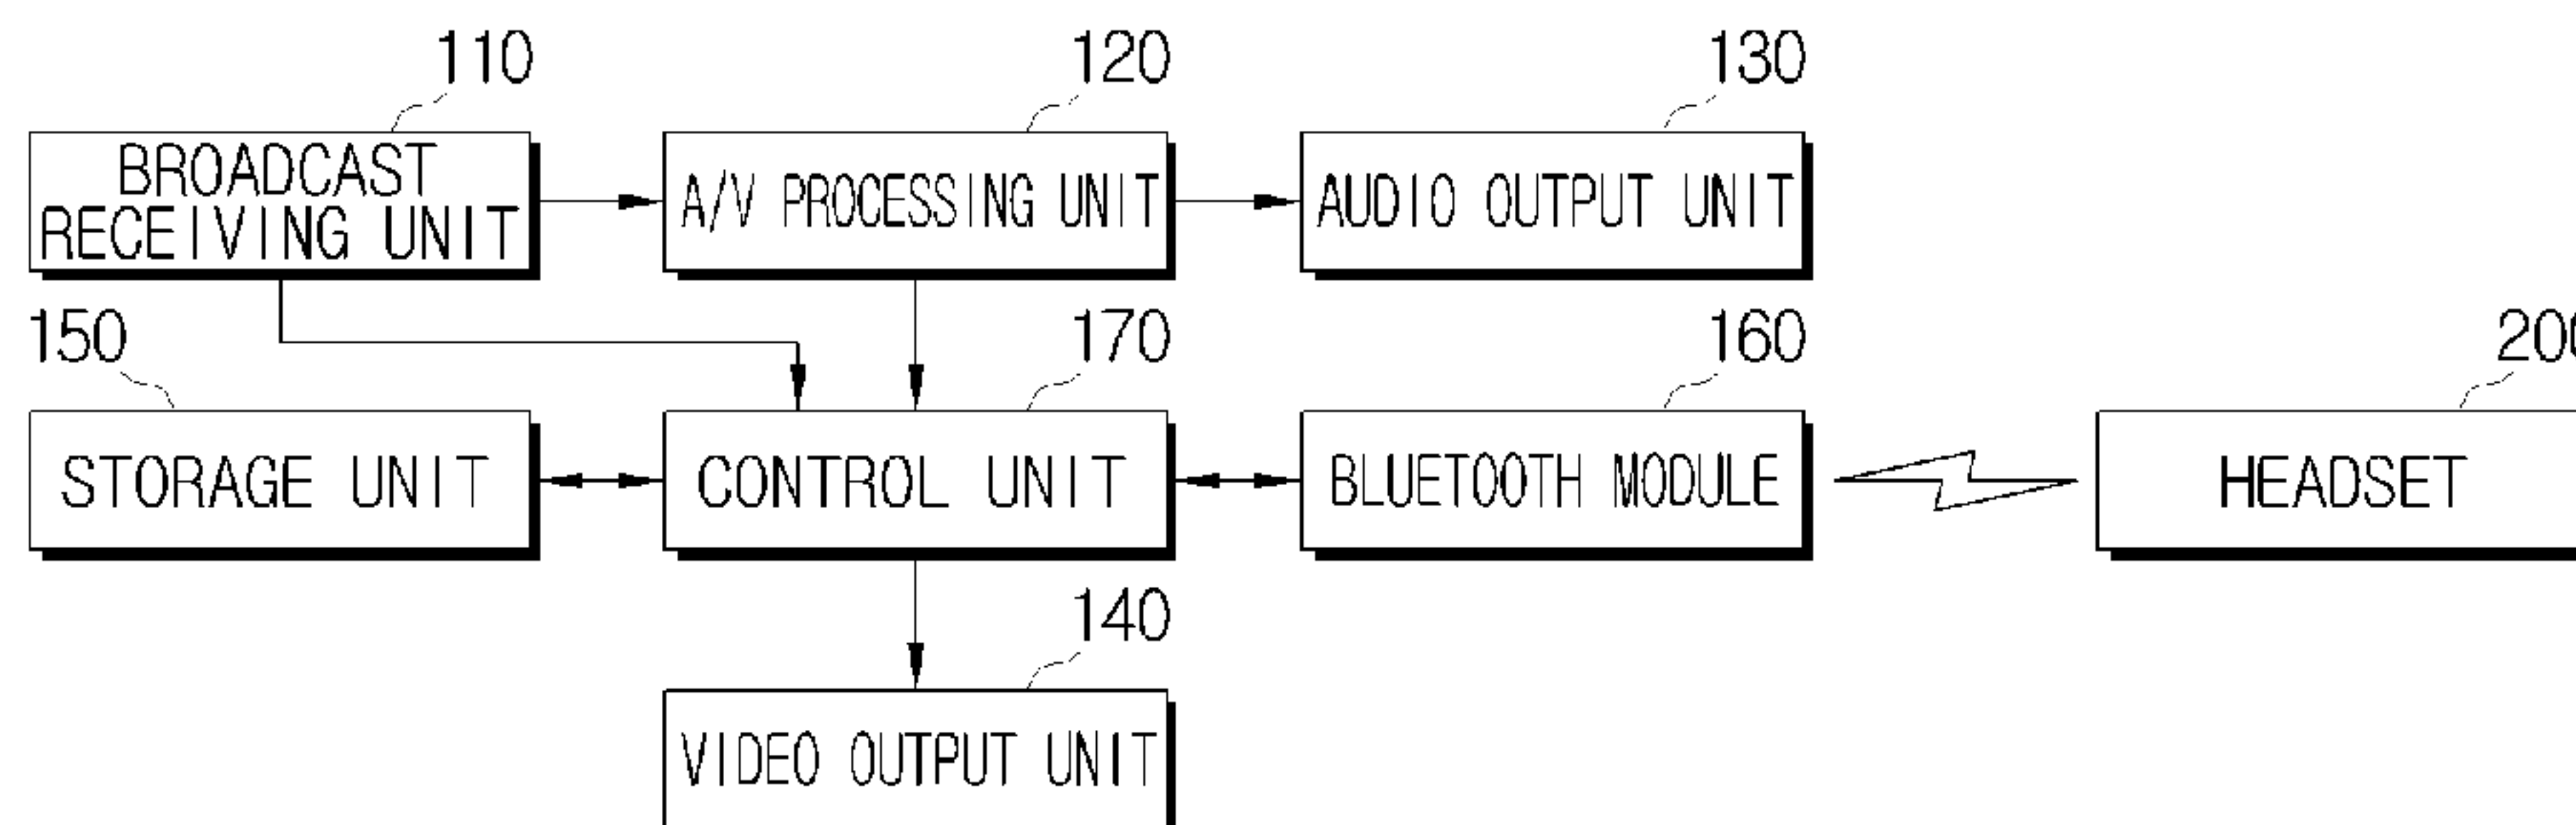 110
120
130
BROADCAST
RECEIVING UNIT
A/V PROCESSING UNIT
AUDIO OUTPUT UNIT
150
170
160
STORAGE UNIT
CONTROL UNIT
BLUETOOTH MODULE
HEADSET
140
VIDEO OUTPUT UNIT